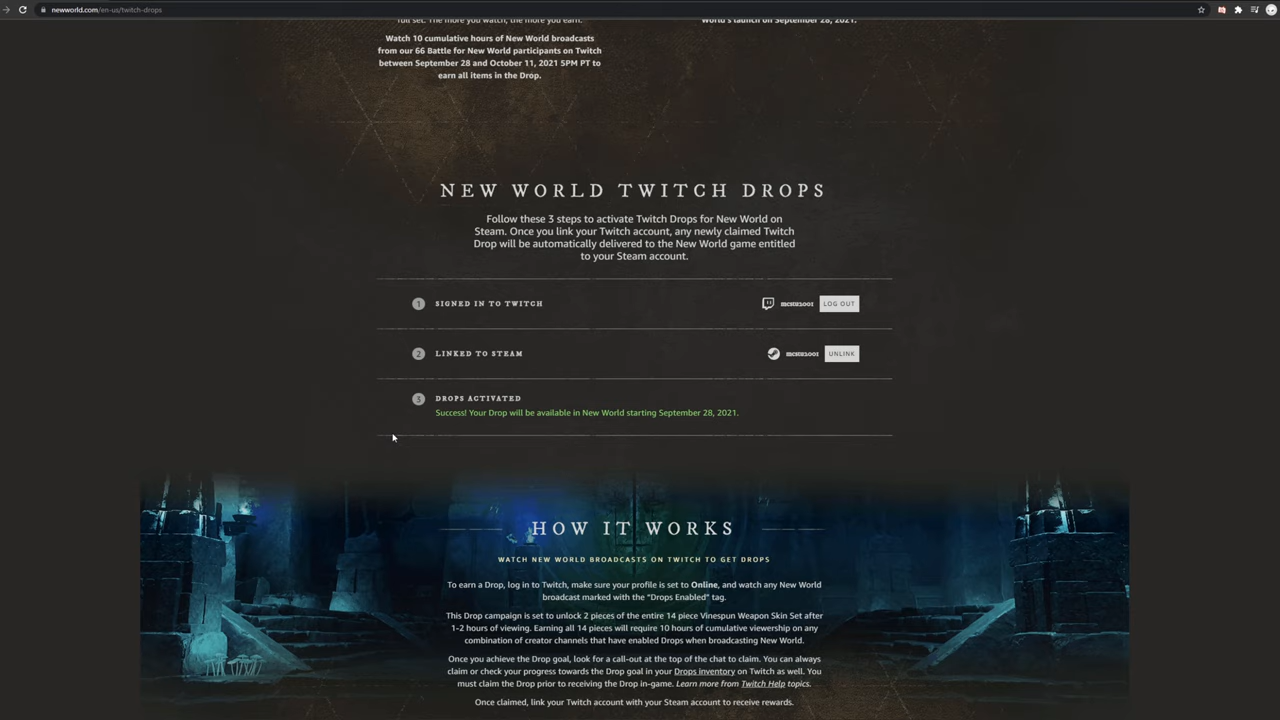 newworld.com/en-us/twitch-drops
full set. The more you watch, the more you earn.
World's launch on September 28, 2021.
Watch 10 cumulative hours of New World broadcasts
from our 66 Battle for New World participants on Twitch
between September 28 and October 11, 2021 5PM PT to
earn all items in the Drop.
NEW WORLD TWITCH DROPS
Follow these 3 steps to activate Twitch Drops for New World on
Steam. Once you link your Twitch account, any newly claimed Twitch
Drop will be automatically delivered to the New World game entitled
to your Steam account.
1 SIGNED IN TO TWITCH LOG OUT
2 LINKED TO STEAM UNLINK
3 DROPS ACTIVATED
Success! Your Drop will be available in New World starting September 28, 2021.
HOW IT WORKS
WATCH NEW WORLD BROADCASTS ON TWITCH TO GET DROPS
To earn a Drop, log in to Twitch, make sure your profile is set to Online, and watch any New World
broadcast marked with the “Drops Enabled” tag.
This Drop campaign is set to unlock 2 pieces of the entire 14 piece Vinespun Weapon Skin Set after
1-2 hours of viewing. Earning all 14 pieces will require 10 hours of cumulative viewership on any
combination of creator channels that have enabled Drops when broadcasting New World.
Once you achieve the Drop goal, look for a call-out at the top of the chat to claim. You can always
claim or check your progress towards the Drop goal in your Drops inventory on Twitch as well. You
must claim the Drop prior to receiving the Drop in-game. Learn more from Twitch Help topics.
Once claimed, link your Twitch account with your Steam account to receive rewards.